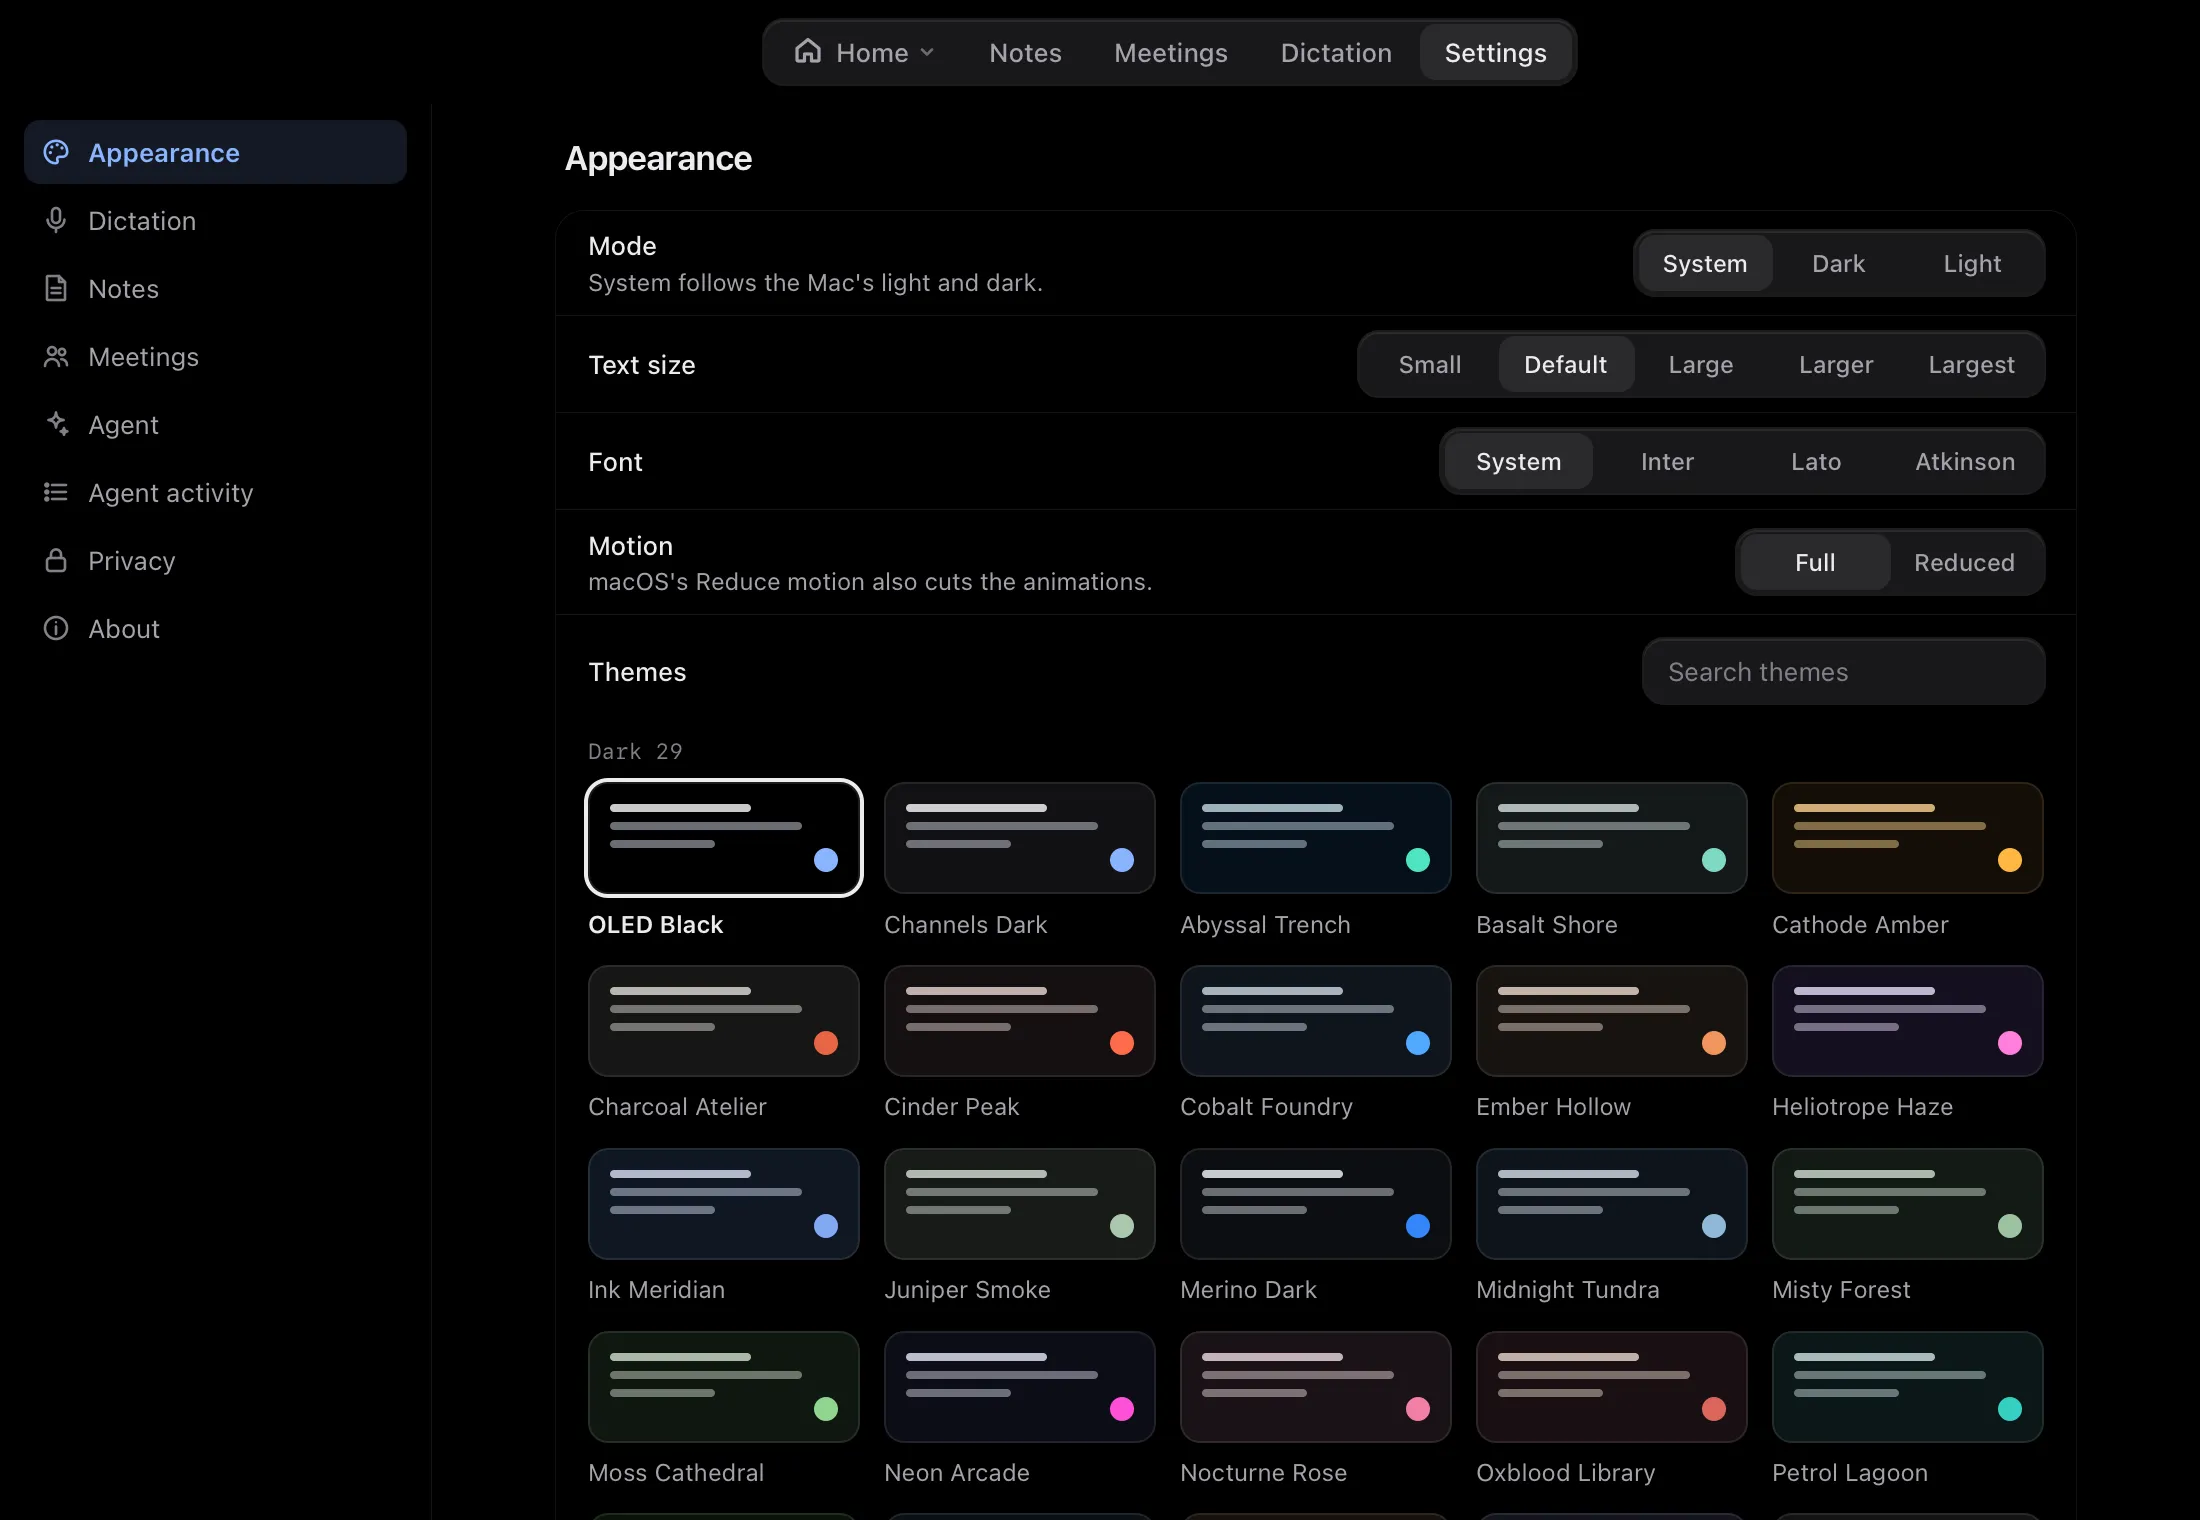 Home
Notes
Meetings
Dictation
Settings
Appearance
Dictation
Notes
Meetings
Agent
Agent activity
Privacy
About
Appearance
Mode
System follows the Mac's light and dark.
System
Dark
Light
Text size
Small
Default
Large
Larger
Largest
Font
System
Inter
Lato
Atkinson
Motion
macOS's Reduce motion also cuts the animations.
Full
Reduced
Themes
Search themes
Dark 29
OLED Black
Channels Dark
Abyssal Trench
Basalt Shore
Cathode Amber
Charcoal Atelier
Cinder Peak
Cobalt Foundry
Ember Hollow
Heliotrope Haze
Ink Meridian
Juniper Smoke
Merino Dark
Midnight Tundra
Misty Forest
Moss Cathedral
Neon Arcade
Nocturne Rose
Oxblood Library
Petrol Lagoon